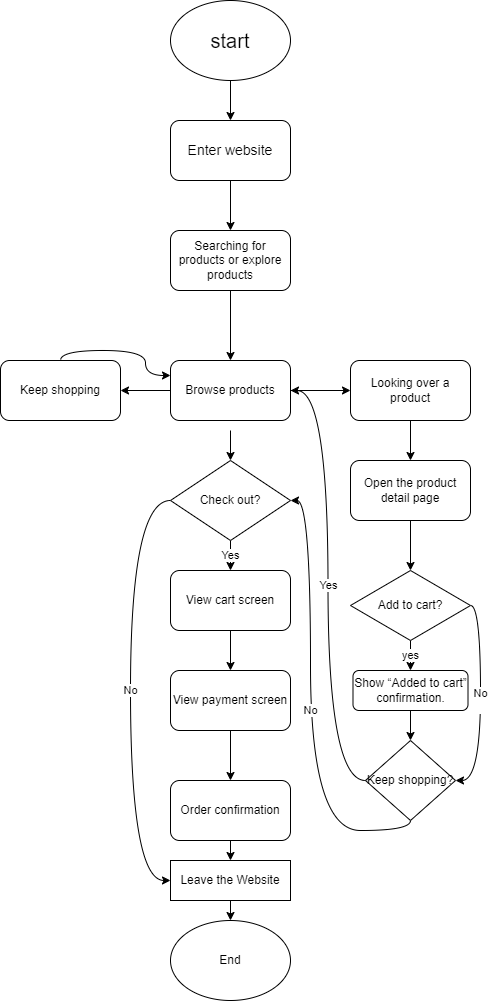 start
Enter website
Searching for
products or explore
products
Keep shopping
Browse products
Looking over a
product
Open the product
detail page
Check out?
Yes
View cart screen
Yes
Add to cart?
yes
No
No
View payment screen
Show “Added to cart”
confirmation.
No
Keep shopping?
Order confirmation
Leave the Website
End